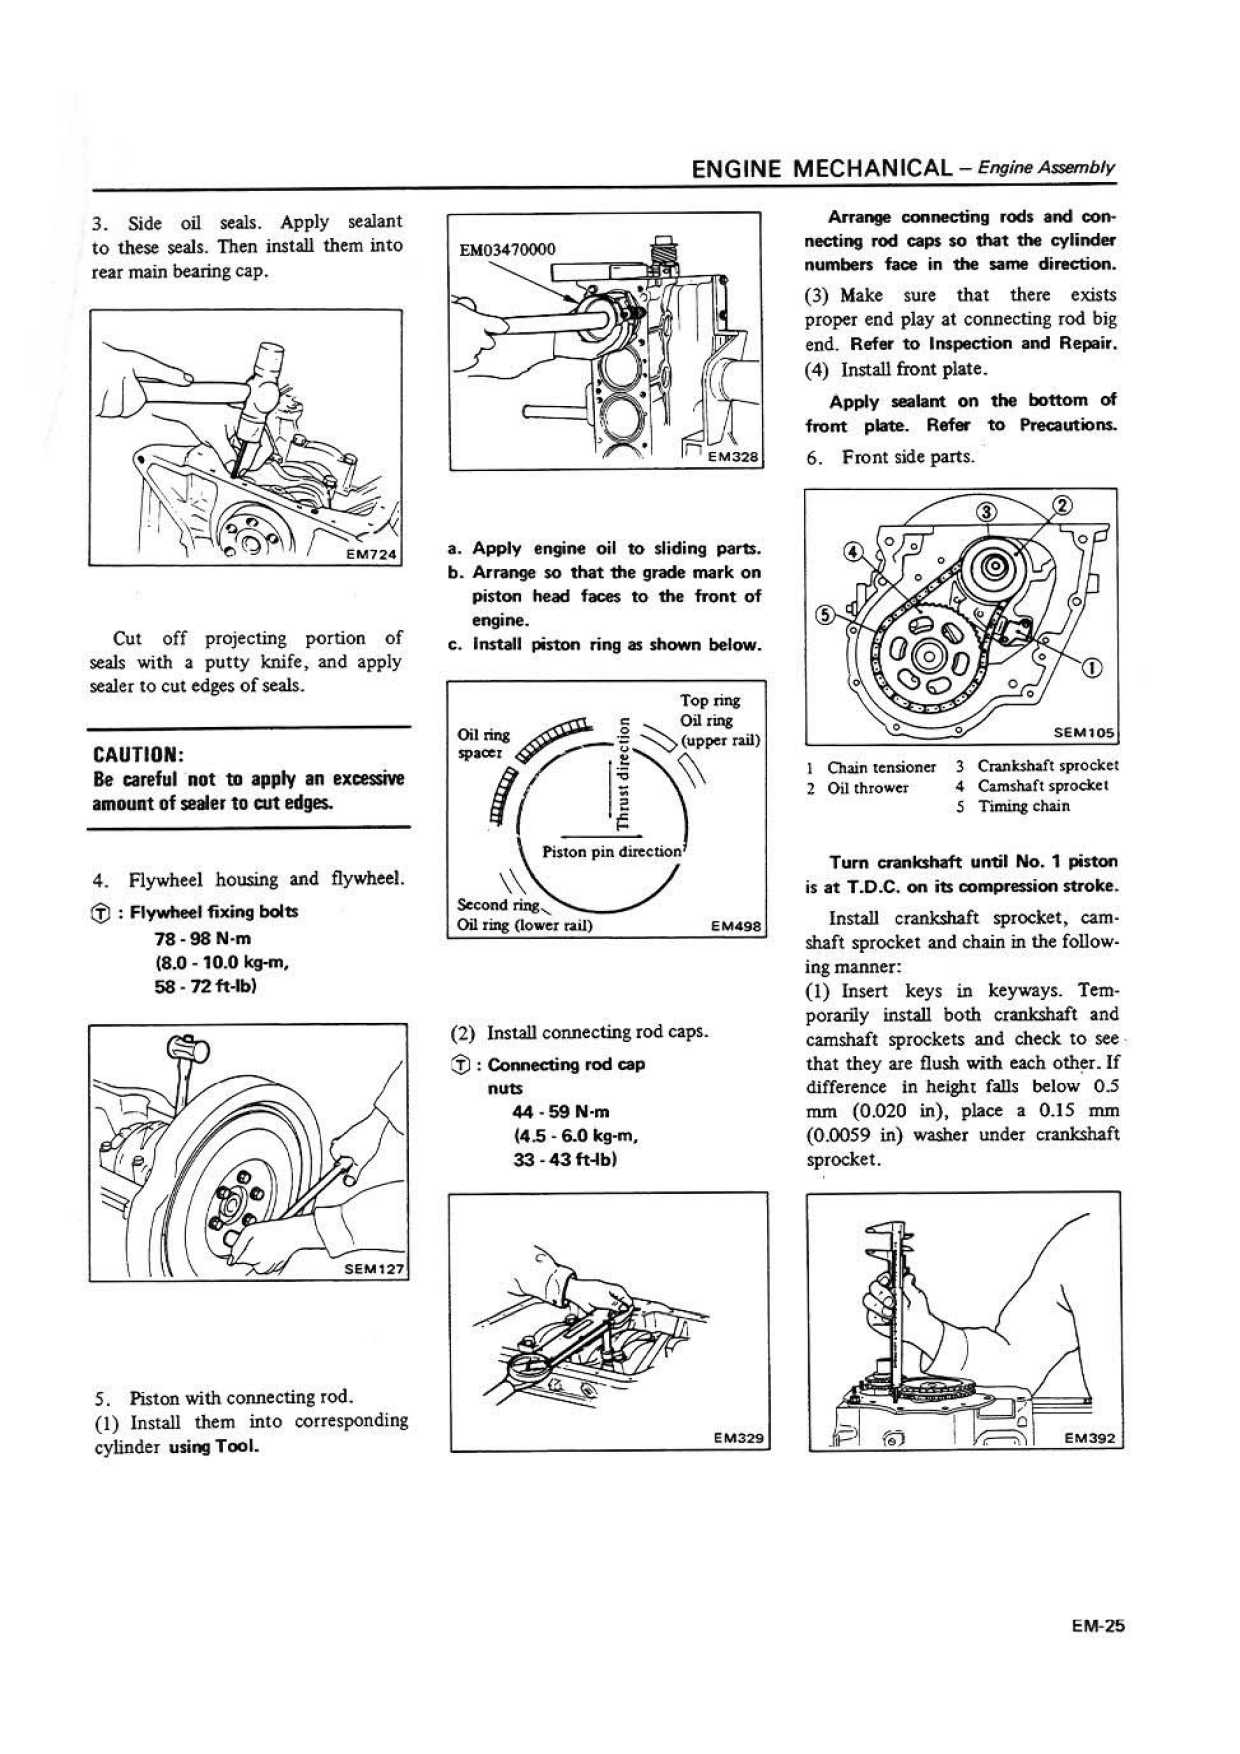 ENGINE MECHANICAL – Engine Assembly
3. Side oil seals. Apply sealant
to these seals. Then install them into
rear main bearing cap.
EM724
Cut off projecting portion of
seals with a putty knife, and apply
sealer to cut edges of seals.
CAUTION:
Be careful not to apply an excessive
amount of sealer to cut edges.
4. Flywheel housing and flywheel.
Ⓣ : Flywheel fixing bolts
78 - 98 N·m
(8.0 - 10.0 kg-m,
58 - 72 ft-lb)
SEM127
5. Piston with connecting rod.
(1) Install them into corresponding
cylinder using Tool.
EM03470000
EM328
a. Apply engine oil to sliding parts.
b. Arrange so that the grade mark on
piston head faces to the front of
engine.
c. Install piston ring as shown below.
Top ring
Oil ring
(upper rail)
Oil ring
spacer
Thrust direction
Piston pin direction
Second ring
Oil ring (lower rail)
EM498
(2) Install connecting rod caps.
Ⓣ : Connecting rod cap
nuts
44 - 59 N·m
(4.5 - 6.0 kg-m,
33 - 43 ft-lb)
EM329
Arrange connecting rods and con-
necting rod caps so that the cylinder
numbers face in the same direction.
(3) Make sure that there exists
proper end play at connecting rod big
end. Refer to Inspection and Repair.
(4) Install front plate.
Apply sealant on the bottom of
front plate. Refer to Precautions.
6. Front side parts.
③ ②
④
⑤
①
SEM105
1 Chain tensioner 3 Crankshaft sprocket
2 Oil thrower 4 Camshaft sprocket
5 Timing chain
Turn crankshaft until No. 1 piston
is at T.D.C. on its compression stroke.
Install crankshaft sprocket, cam-
shaft sprocket and chain in the follow-
ing manner:
(1) Insert keys in keyways. Tem-
porarily install both crankshaft and
camshaft sprockets and check to see
that they are flush with each other. If
difference in height falls below 0.5
mm (0.020 in), place a 0.15 mm
(0.0059 in) washer under crankshaft
sprocket.
EM392
EM-25